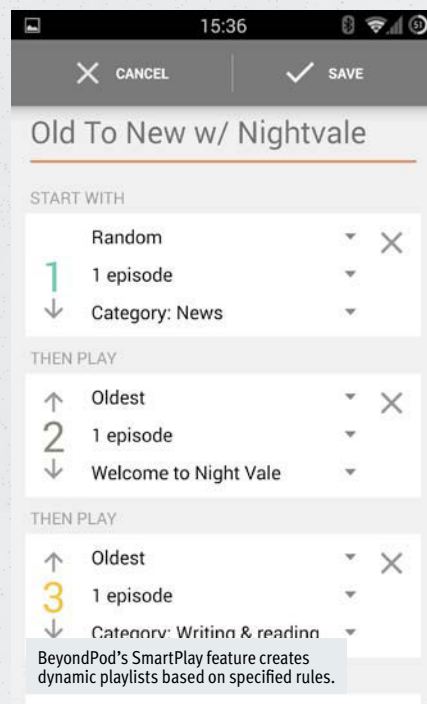 15:36
51
CANCEL
SAVE
Old To New w/ Nightvale
START WITH
Random
1 episode
1
Category: News
THEN PLAY
Oldest
1 episode
2
Welcome to Night Vale
THEN PLAY
Oldest
1 episode
3
Category: Writing & reading
BeyondPod's SmartPlay feature creates
dynamic playlists based on specified rules.